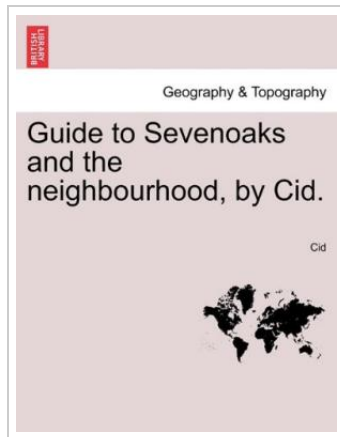 BRITISH
LIBRARY
Geography & Topography
Guide to Sevenoaks
and the
neighbourhood, by Cid.
Cid